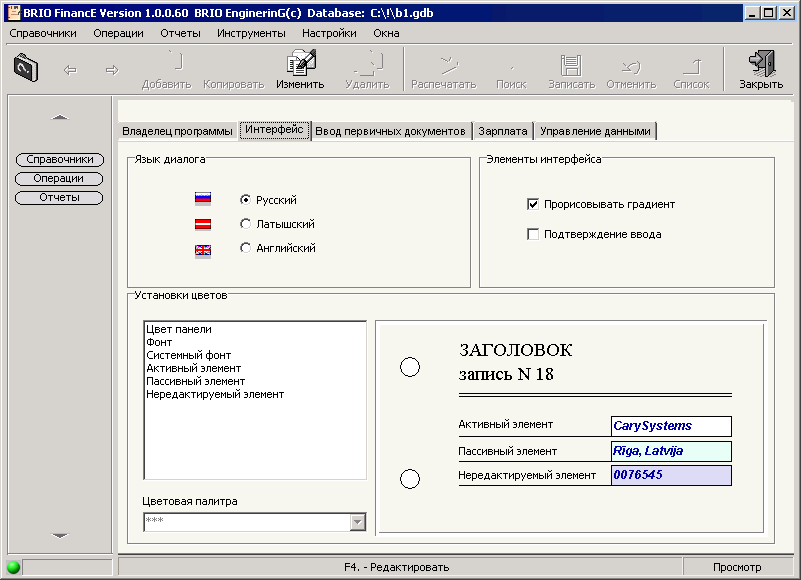 BRIO FinancE Version 1.0.0.60 BRIO EnginerinG(c) Database: C:\!\b1.gdb
Справочники Операции Отчеты Инструменты Настройки Окна
Добавить Копировать Изменить Удалить Распечатать Поиск Записать Отменить Список Закрыть
Владелец программы Интерфейс Ввод первичных документов Зарплата Управление данными
Справочники
Операции
Отчеты
Язык диалога
Русский
Латышский
Английский
Элементы интерфейса
Прорисовывать градиент
Подтверждение ввода
Установки цветов
Цвет панели
Фонт
Системный фонт
Активный элемент
Пассивный элемент
Нередактируемый элемент
Цветовая палитра
***
ЗАГОЛОВОК
запись N 18
Активный элемент CarySystems
Пассивный элемент Rīga, Latvija
Нередактируемый элемент 0076545
F4. - Редактировать Просмотр